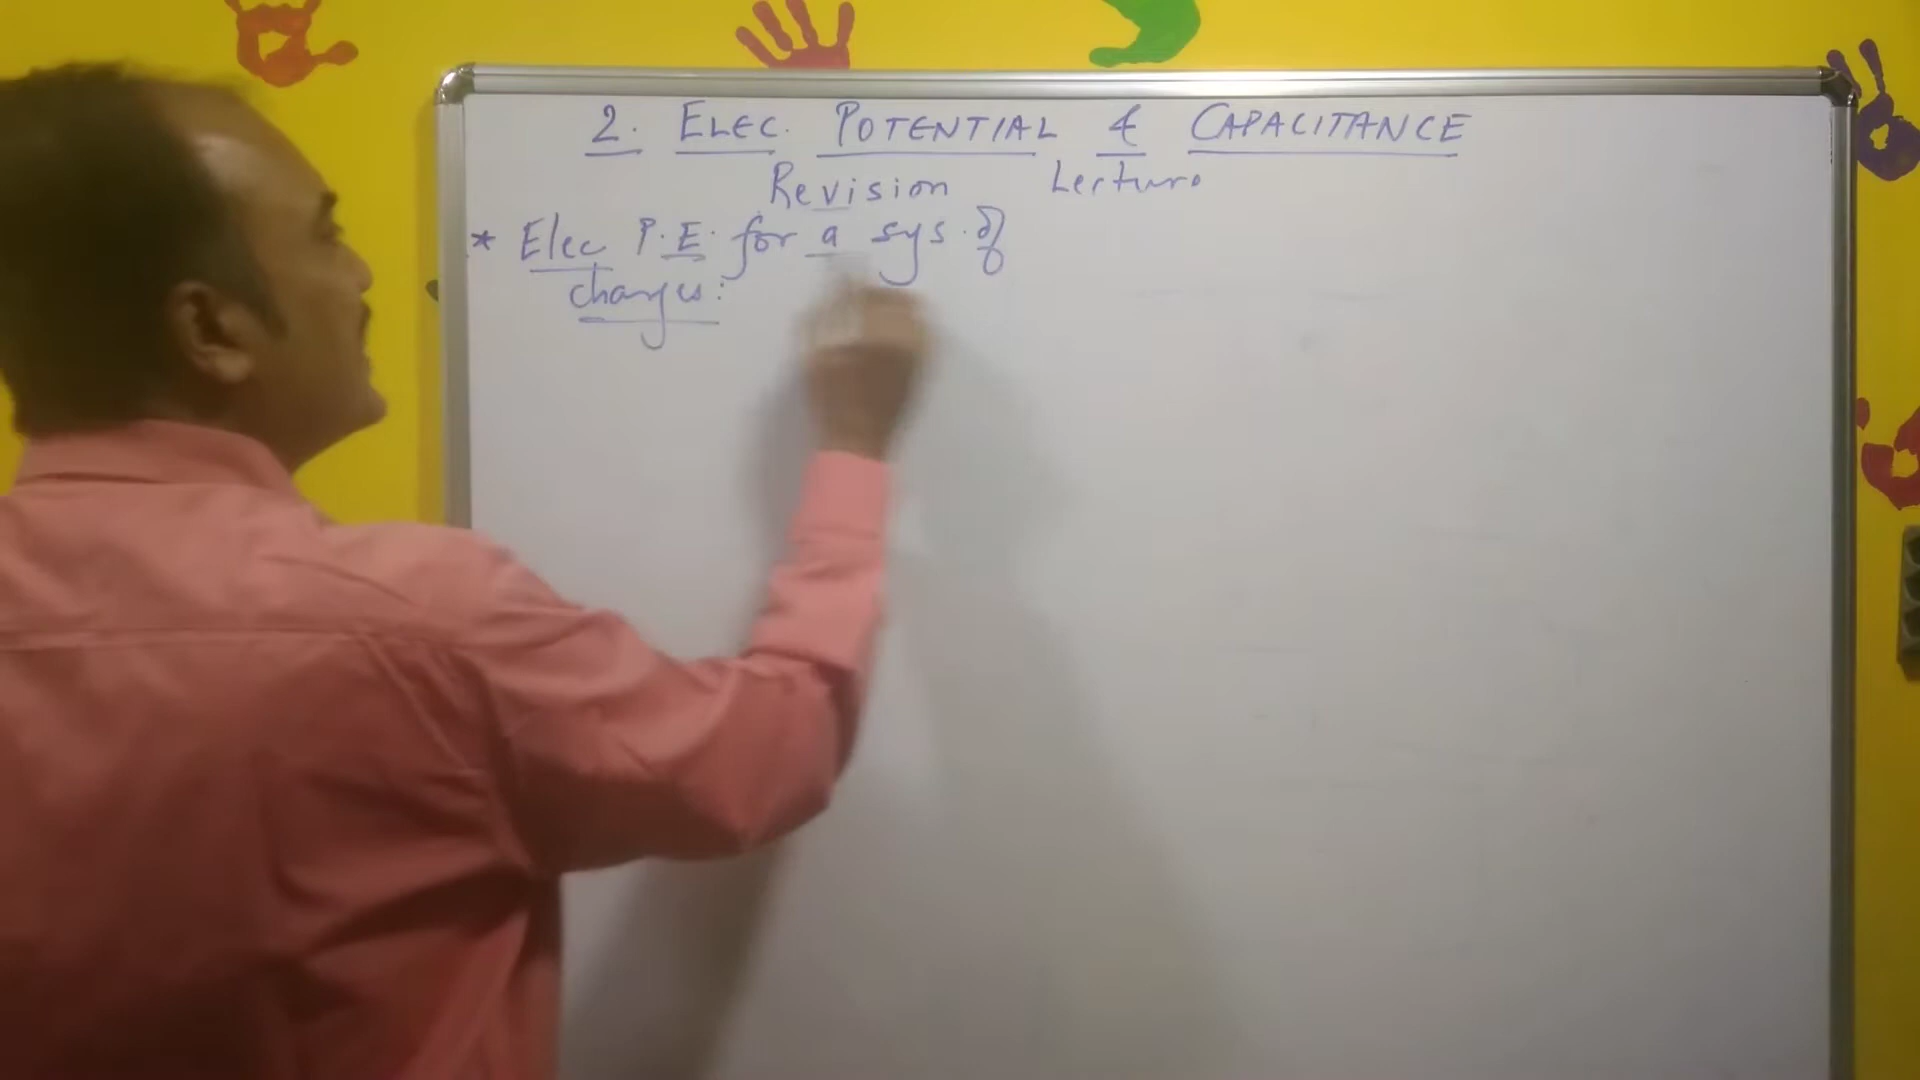 2. ELEC. POTENTIAL & CAPACITANCE
Revision Lecture
* Elec P.E. for a sys. of
charges: